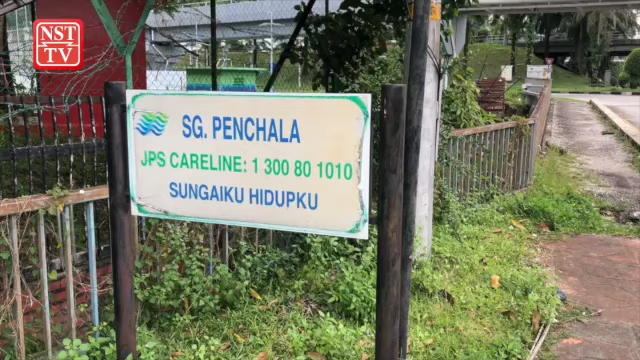 NST
TV
SG. PENCHALA
JPS CARELINE: 1 300 80 1010
SUNGAIKU HIDUPKU